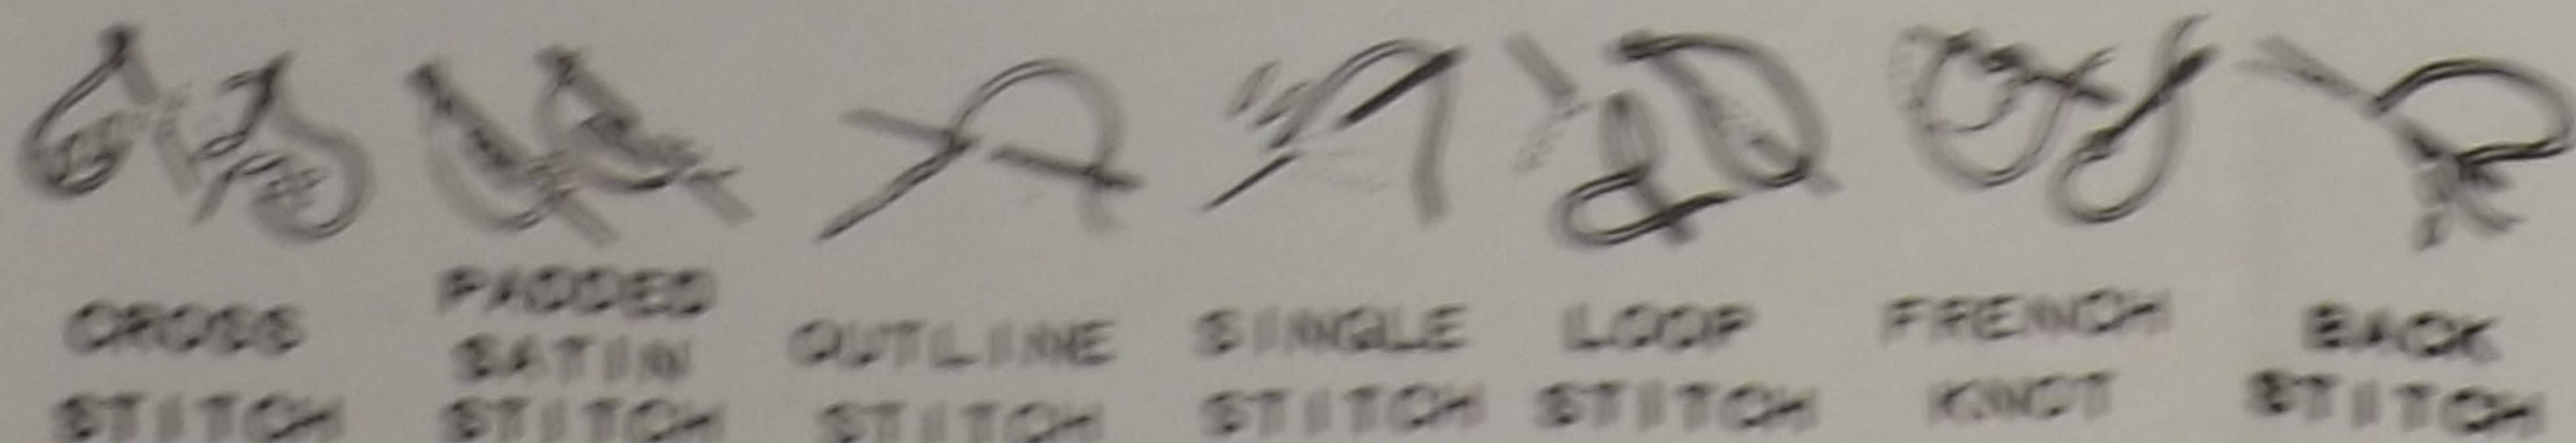 CROSS
STITCH
PADDED
SATIN
STITCH
OUTLINE
STITCH
SINGLE
STITCH
LOOP
STITCH
FRENCH
KNOT
BACK
STITCH